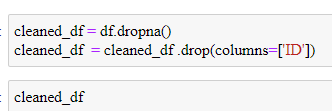 cleaned_df = df.dropna()
cleaned_df  = cleaned_df .drop(columns=['ID'])
cleaned_df